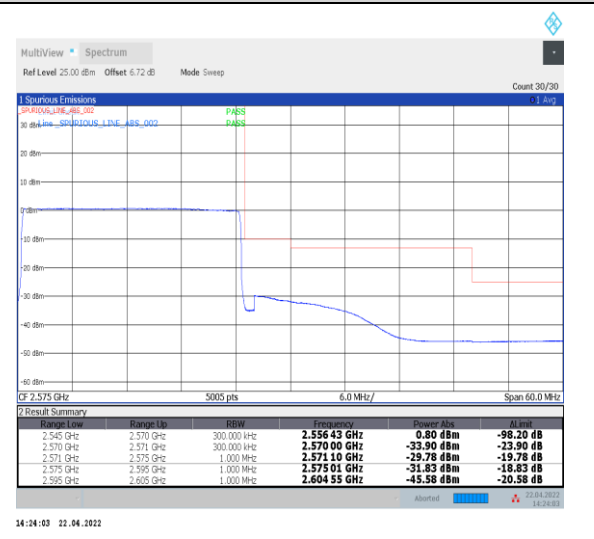 MultiView Spectrum
Ref Level 25.00 dBm Offset 6.72 dB Mode Sweep
Count 30/30
1 Spurious Emissions 1 Avg
_SPURIOUS_LINE_ABS_002 PASS
30 dBm Line _SPURIOUS_LINE_ABS_002 PASS
20 dBm
10 dBm
0 dBm
-10 dBm
-20 dBm
-30 dBm
-40 dBm
-50 dBm
-60 dBm
CF 2.575 GHz 5005 pts 6.0 MHz/ Span 60.0 MHz
2 Result Summary
Range Low Range Up RBW Frequency Power Abs ΔLimit
2.545 GHz 2.570 GHz 300.000 kHz 2.556 43 GHz 0.80 dBm -98.20 dB
2.570 GHz 2.571 GHz 300.000 kHz 2.570 00 GHz -33.90 dBm -23.90 dB
2.571 GHz 2.575 GHz 1.000 MHz 2.571 10 GHz -29.78 dBm -19.78 dB
2.575 GHz 2.595 GHz 1.000 MHz 2.575 01 GHz -31.83 dBm -18.83 dB
2.595 GHz 2.605 GHz 1.000 MHz 2.604 55 GHz -45.58 dBm -20.58 dB
Aborted 22.04.2022
14:24:03
14:24:03 22.04.2022